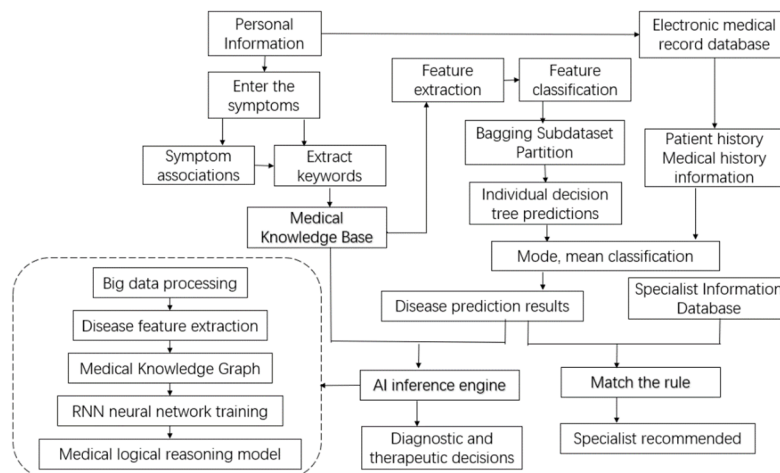 Personal
Information
Electronic medical
record database
Enter the
symptoms
Feature
extraction
Feature
classification
Symptom
associations
Extract
keywords
Bagging Subdataset
Partition
Patient history
Medical history
information
Individual decision
tree predictions
Medical
Knowledge Base
Mode, mean classification
Big data processing
Disease feature extraction
Medical Knowledge Graph
RNN neural network training
Medical logical reasoning model
Disease prediction results
Specialist Information
Database
AI inference engine
Match the rule
Diagnostic and
therapeutic decisions
Specialist recommended